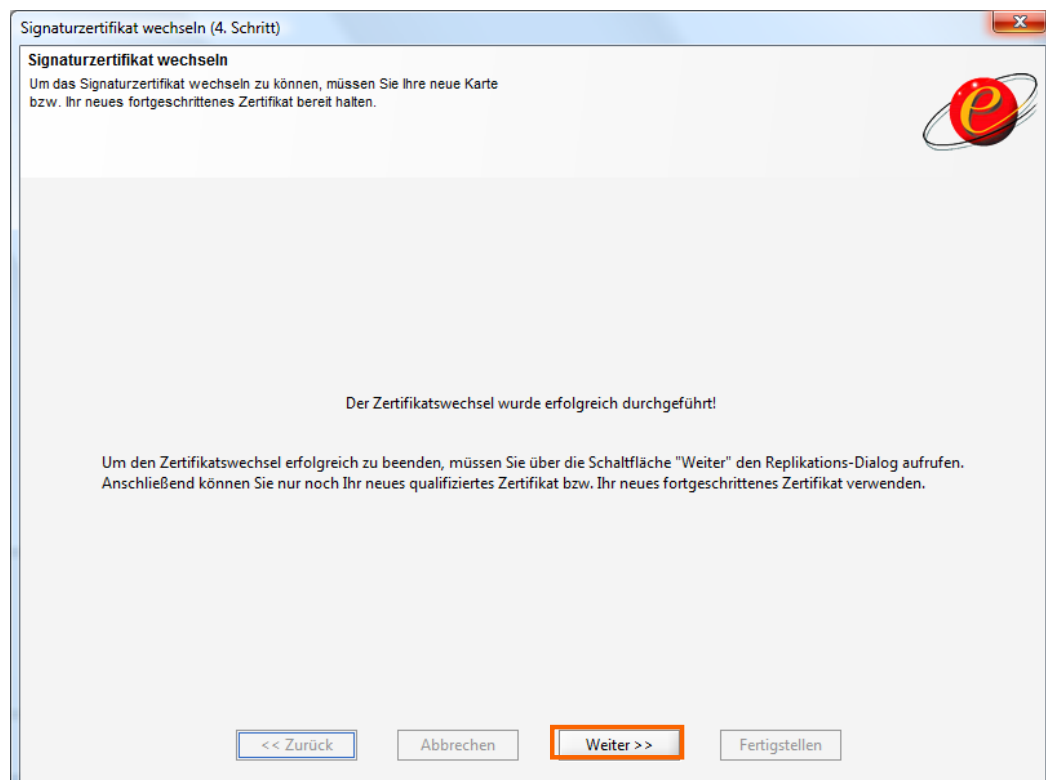 Signaturzertifikat wechseln (4. Schritt)
Signaturzertifikat wechseln
Um das Signaturzertifikat wechseln zu können, müssen Sie Ihre neue Karte
bzw. Ihr neues fortgeschrittenes Zertifikat bereit halten.
e
Der Zertifikatswechsel wurde erfolgreich durchgeführt!
Um den Zertifikatswechsel erfolgreich zu beenden, müssen Sie über die Schaltfläche "Weiter" den Replikations-Dialog aufrufen.
Anschließend können Sie nur noch Ihr neues qualifiziertes Zertifikat bzw. Ihr neues fortgeschrittenes Zertifikat verwenden.
<< Zurück Abbrechen Weiter >> Fertigstellen